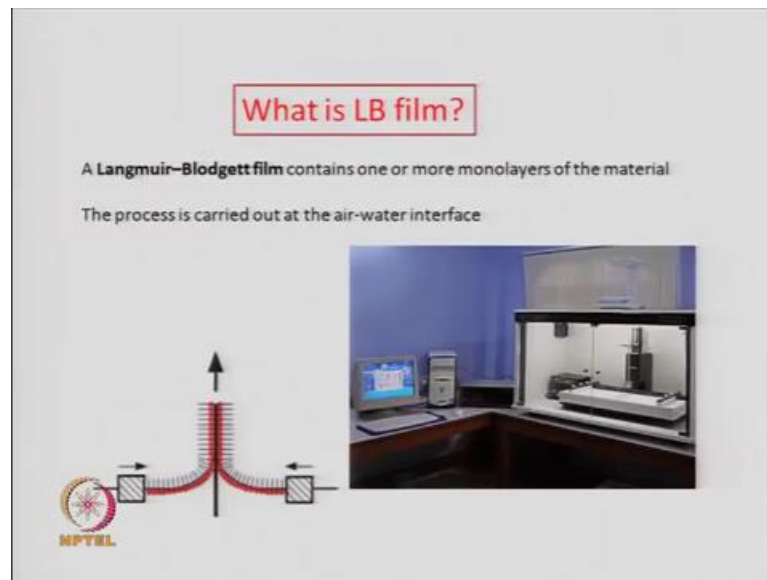 What is LB film?
A Langmuir–Blodgett film contains one or more monolayers of the material
The process is carried out at the air-water interface
NPTEL